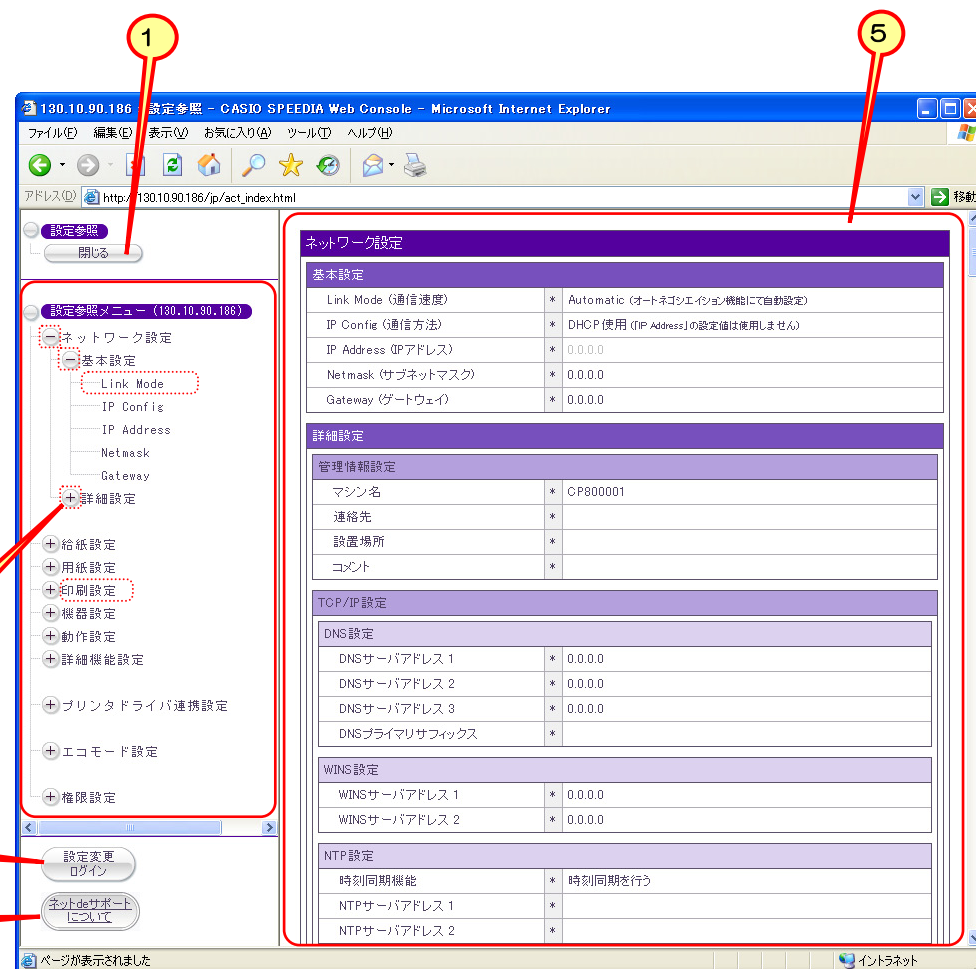 1
5
130.10.90.186 - 設定参照 - CASIO SPEEDIA Web Console - Microsoft Internet Explorer
ファイル(F) 編集(E) 表示(V) お気に入り(A) ツール(T) ヘルプ(H)
アドレス(D) http://130.10.90.186/jp/act_index.html 移動
設定参照
閉じる
設定参照メニュー (130.10.90.186)
ネットワーク設定
基本設定
Link Mode
IP Config
IP Address
Netmask
Gateway
詳細設定
給紙設定
用紙設定
印刷設定
機器設定
動作設定
詳細機能設定
プリンタドライバ連携設定
エコモード設定
権限設定
設定変更
ログイン
ネットdeサポート
について
ネットワーク設定
基本設定
Link Mode (通信速度) * Automatic (オートネゴシエイション機能にて自動設定)
IP Config (通信方法) * DHCP使用 (「IP Address」の設定値は使用しません)
IP Address (IPアドレス) * 0.0.0.0
Netmask (サブネットマスク) * 0.0.0.0
Gateway (ゲートウェイ) * 0.0.0.0
詳細設定
管理情報設定
マシン名 * CP800001
連絡先 *
設置場所 *
コメント *
TCP/IP設定
DNS設定
DNSサーバアドレス 1 * 0.0.0.0
DNSサーバアドレス 2 * 0.0.0.0
DNSサーバアドレス 3 * 0.0.0.0
DNSプライマリサフィックス *
WINS設定
WINSサーバアドレス 1 * 0.0.0.0
WINSサーバアドレス 2 * 0.0.0.0
NTP設定
時刻同期機能 * 時刻同期を行う
NTPサーバアドレス 1 *
NTPサーバアドレス 2 *
ページが表示されました イントラネット